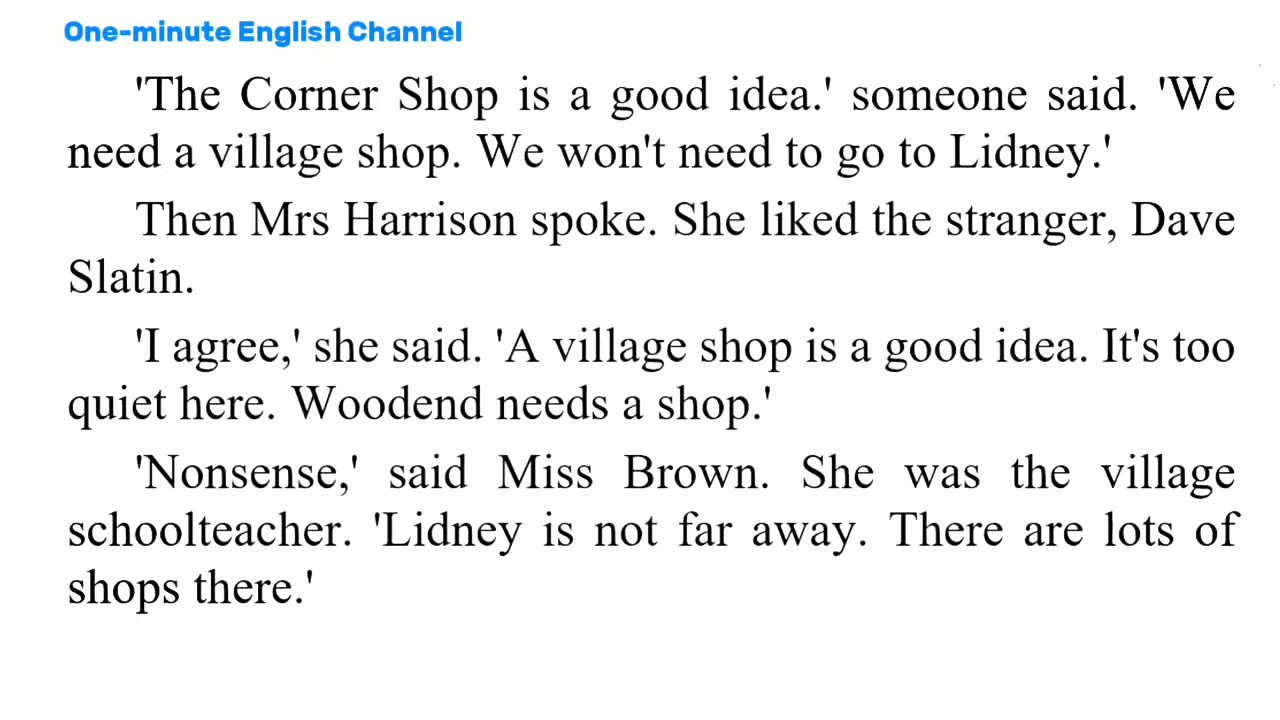 One-minute English Channel
'The Corner Shop is a good idea.' someone said. 'We
need a village shop. We won't need to go to Lidney.'
Then Mrs Harrison spoke. She liked the stranger, Dave
Slatin.
'I agree,' she said. 'A village shop is a good idea. It's too
quiet here. Woodend needs a shop.'
'Nonsense,' said Miss Brown. She was the village
schoolteacher. 'Lidney is not far away. There are lots of
shops there.'